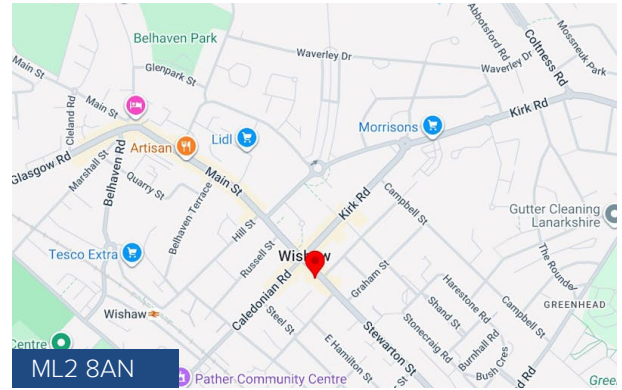 Belhaven Park
Waverley Dr
Abbotsford Rd
Coltness Rd
Mossneuk Park
Glenpark St
Waverley Dr
Main St
Cleland Rd
Kirk Rd
Morrisons
Lidl
Artisan
Glasgow Rd
Marshall St
Belhaven Rd
Quarry St
Main St
Belhaven Terrace
Kirk Rd
Campbell St
Gutter Cleaning
Lanarkshire
Hill St
Russell St
Tesco Extra
Wishaw
The Roundel
Caledonian Rd
Graham St
Harestone Rd
Campbell St
GREENHEAD
Wishaw
Steel St
Shand St
Stonecraig Rd
Burnhall Rd
Stewarton St
E Hamilton St
Bush Cres
Centre
ML2 8AN
Pather Community Centre
d Rd
Green